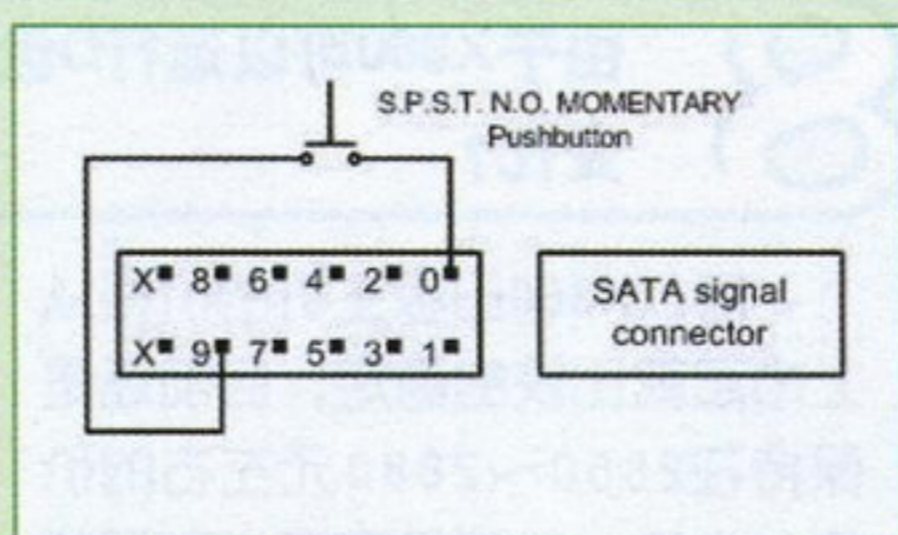 S.P.S.T. N.O. MOMENTARY
Pushbutton
X 8 6 4 2 0
X 9 7 5 3 1
SATA signal
connector